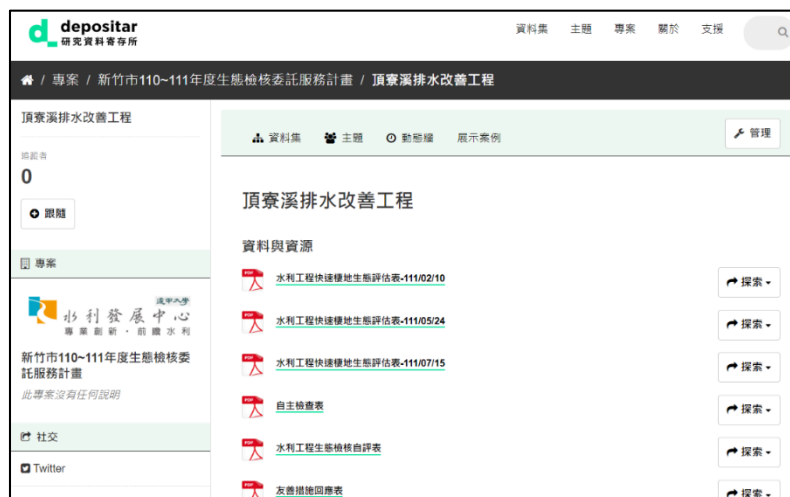 depositar
研究資料寄存所
資料集 主題 專案 關於 支援
/ 專案 / 新竹市110~111年度生態檢核委託服務計畫 / 頂寮溪排水改善工程
頂寮溪排水改善工程
追蹤者
0
跟隨
資料集 主題 動態牆 展示案例
管理
頂寮溪排水改善工程
資料與資源
水利工程快速棲地生態評估表-111/02/10
探索
水利工程快速棲地生態評估表-111/05/24
探索
水利工程快速棲地生態評估表-111/07/15
探索
自主檢查表
探索
水利工程生態檢核自評表
探索
友善措施回應表
探索
專案
逢甲大學
水利發展中心
專業創新・前瞻水利
新竹市110~111年度生態檢核委
託服務計畫
此專案沒有任何說明
社交
Twitter